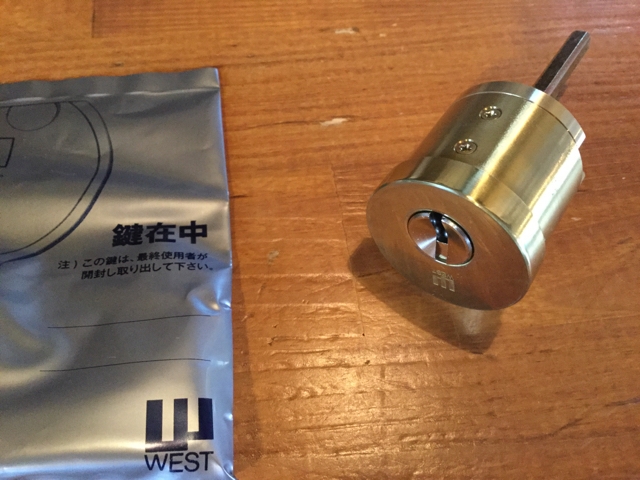 鍵在中
注）この鍵は、最終使用者が
開封し取り出して下さい。
WEST